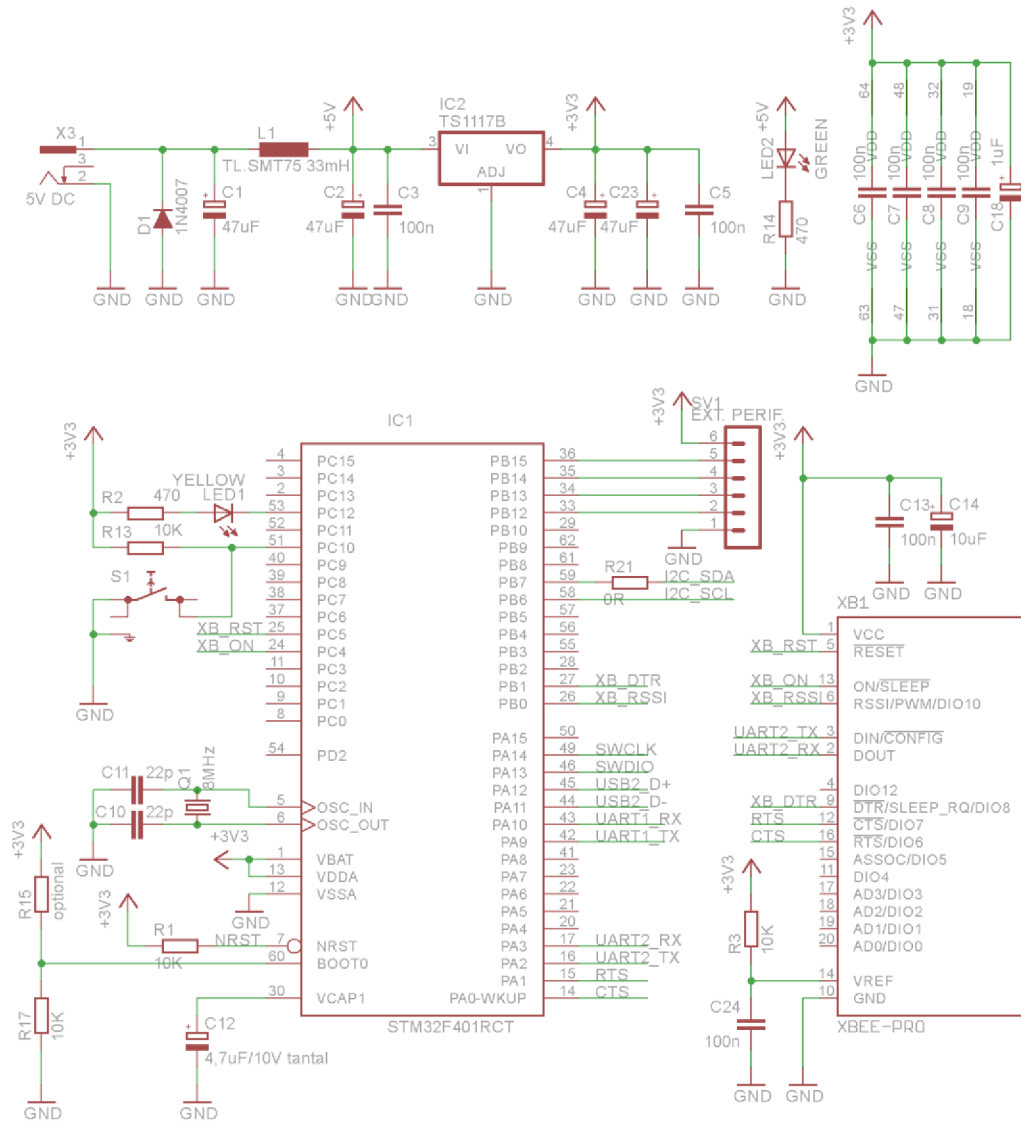 +3V3
64
48
32
19
VDD
VDD
VDD
VDD
100n
100n
100n
100n
1uF
C6
C7
C8
C9
C18
VSS
VSS
VSS
VSS
63
47
31
18
GND
X3
1
3
2
5V DC
D1
1N4007
C1
47uF
L1
TL.SMT75 33mH
+5V
C2
47uF
C3
100n
IC2
TS1117B
3
VI
VO
4
ADJ
1
+3V3
C4
47uF
C23
47uF
C5
100n
+5V
LED2
GREEN
R14
470
GND
GND
GND
GND
GND
GND
GND
GND
GND
GND
IC1
+3V3
YELLOW
LED1
R2
470
R13
10K
S1
XB_RST
XB_ON
GND
4 PC15
3 PC14
2 PC13
53 PC12
52 PC11
51 PC10
40 PC9
39 PC8
38 PC7
37 PC6
25 PC5
24 PC4
11 PC3
10 PC2
9 PC1
8 PC0
54 PD2
5 OSC_IN
6 OSC_OUT
1 VBAT
13 VDDA
12 VSSA
7 NRST
60 BOOT0
30 VCAP1
PB15 36
PB14 35
PB13 34
PB12 33
PB10 29
PB9 62
PB8 61
PB7 59
PB6 58
PB5 57
PB4 56
PB3 55
PB2 28
PB1 27 XB_DTR
PB0 26 XB_RSSI
PA15 50
PA14 49 SWCLK
PA13 46 SWDIO
PA12 45 USB2_D+
PA11 44 USB2_D-
PA10 43 UART1_RX
PA9 42 UART1_TX
PA8 41
PA7 23
PA6 22
PA5 21
PA4 20
PA3 17 UART2_RX
PA2 16 UART2_TX
PA1 15 RTS
PA0-WKUP 14 CTS
STM32F401RCT
C11 22p
C10 22p
Q1
8MHz
GND
+3V3
GND
+3V3
R15
optional
+3V3
R1
10K
NRST
R17
10K
GND
C12
4,7uF/10V tantal
GND
+3V3
SV1
EXT. PERIF.
6
5
4
3
2
1
GND
R21
0R
I2C_SDA
I2C_SCL
+3V3
C13
100n
C14
10uF
GND
GND
XB1
1 VCC
XB_RST 5 RESET
XB_ON 13 ON/SLEEP
XB_RSSI 6 RSSI/PWM/DIO10
UART2_TX 3 DIN/CONFIG
UART2_RX 2 DOUT
4 DIO12
XB_DTR 9 DTR/SLEEP_RQ/DIO8
RTS 12 CTS/DIO7
CTS 16 RTS/DIO6
15 ASSOC/DIO5
11 DIO4
17 AD3/DIO3
18 AD2/DIO2
19 AD1/DIO1
20 AD0/DIO0
14 VREF
10 GND
XBEE-PRO
+3V3
R3
10K
C24
100n
GND
GND